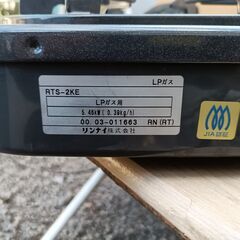 LPガス
RTS-2KE
LPガス用
5.45kW(0.39kg/h)
00.03-011663 RN(RT)
リンナイ株式会社
JIA認証